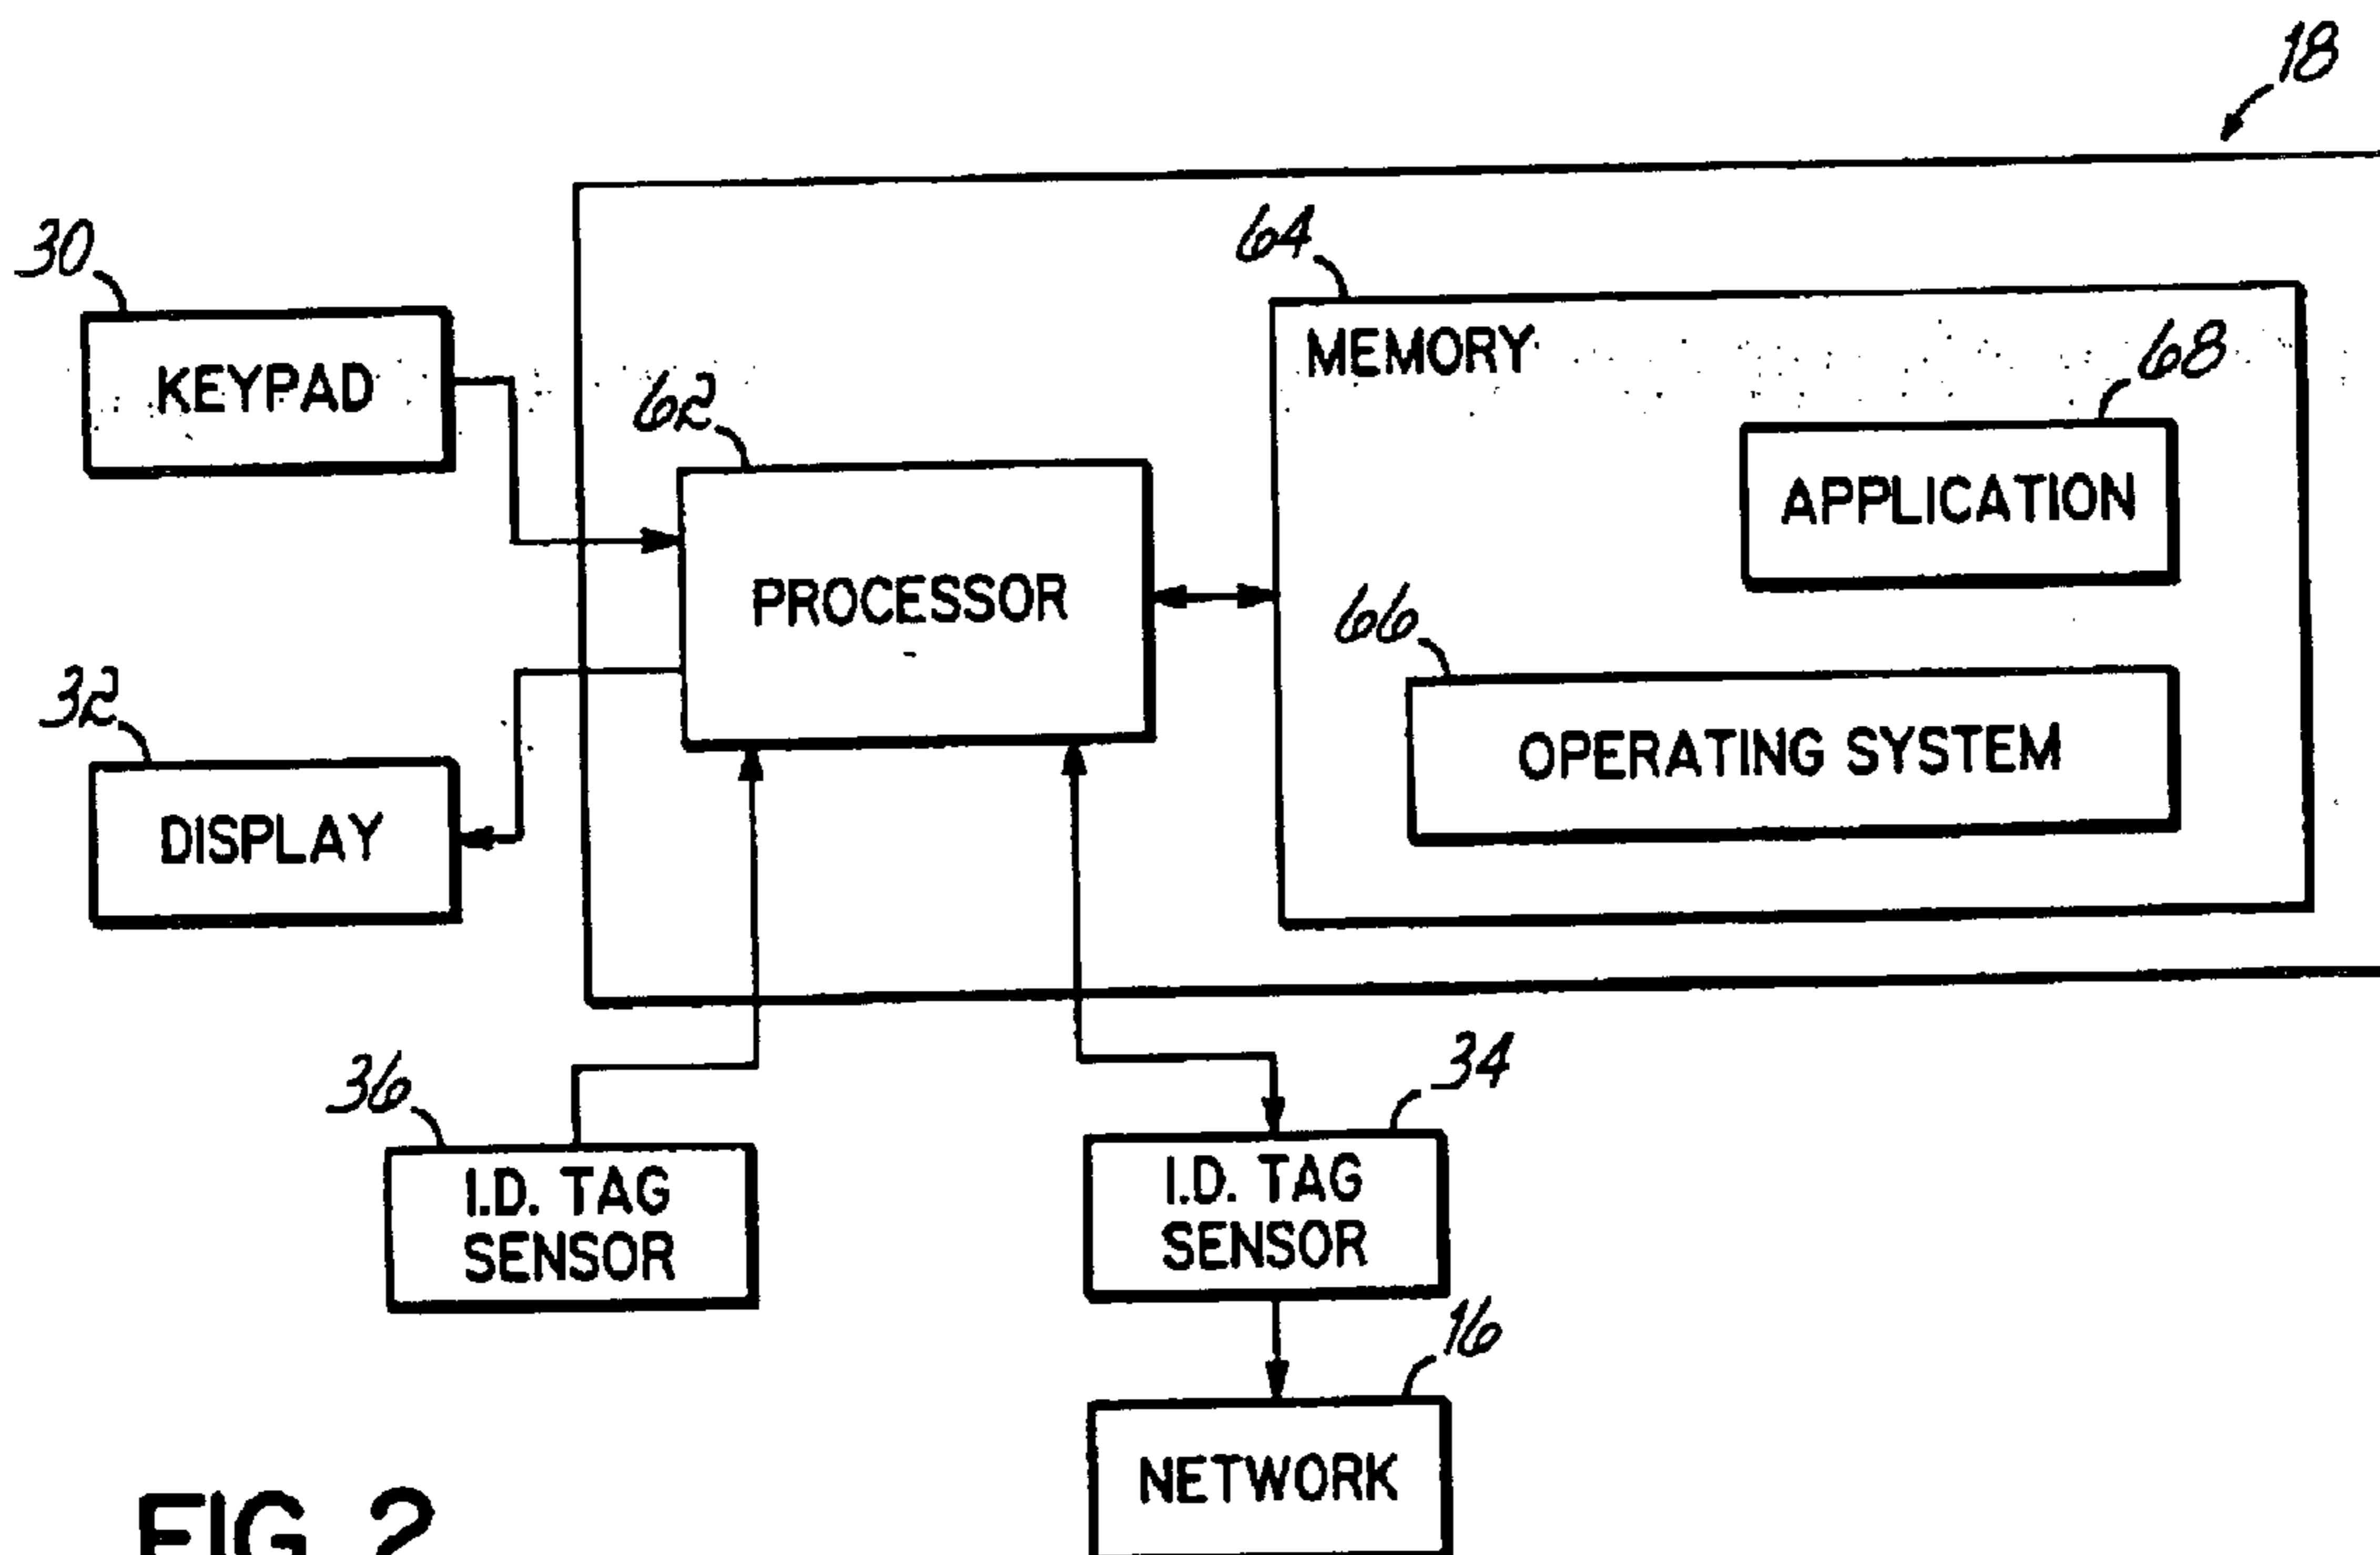 18
30
KEYPAD
64
MEMORY
68
APPLICATION
62
PROCESSOR
66
OPERATING SYSTEM
32
DISPLAY
36
I.D. TAG
SENSOR
34
I.D. TAG
SENSOR
16
NETWORK
FIG. 2